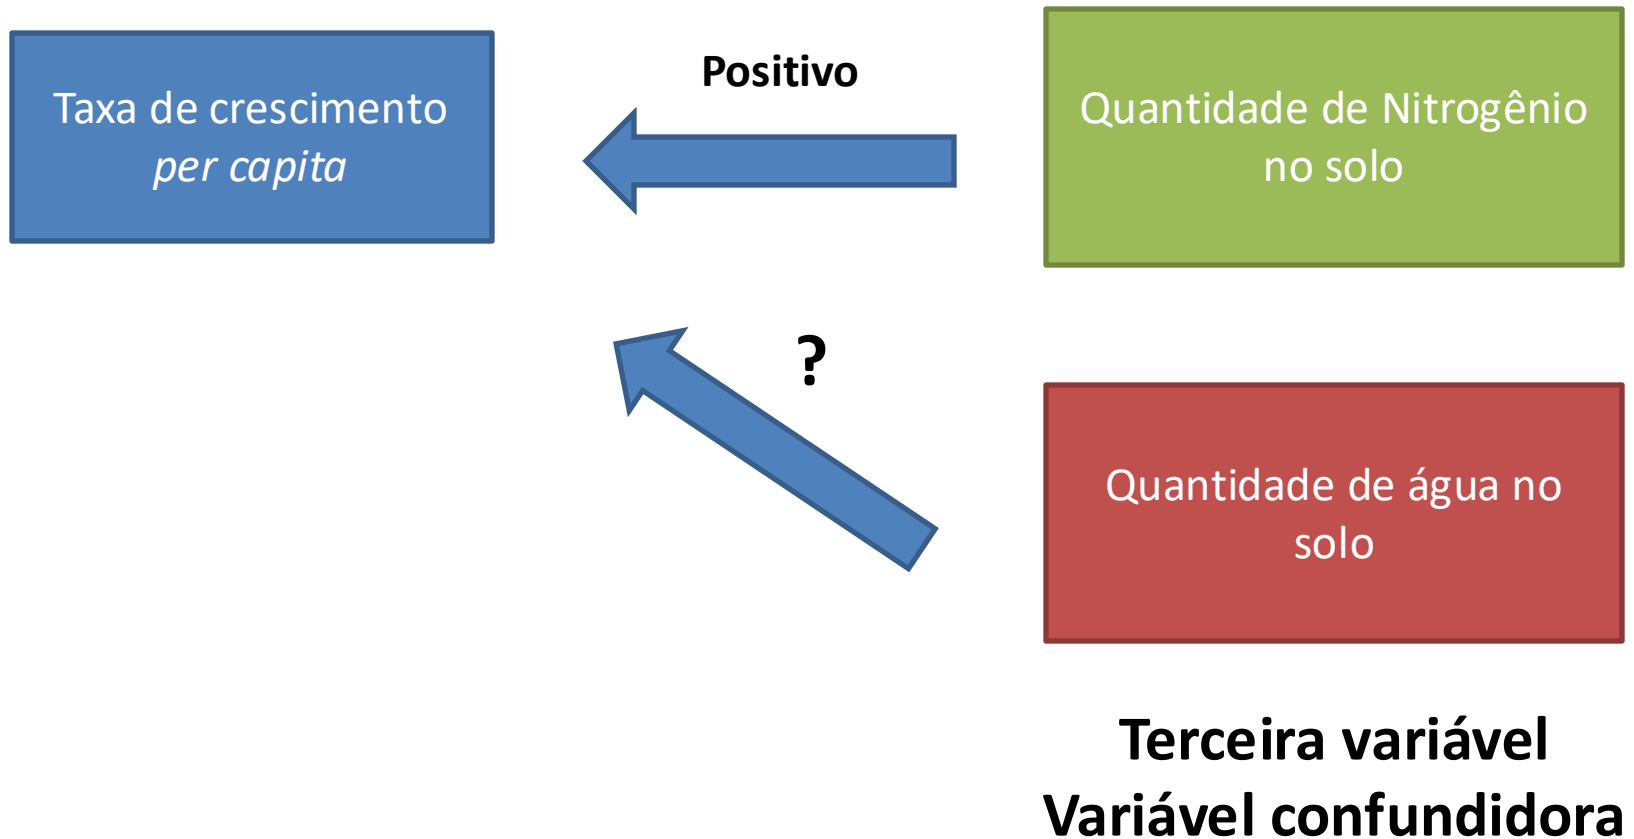 Taxa de crescimento
per capita
Positivo
Quantidade de Nitrogênio
no solo
?
Quantidade de água no
solo
Terceira variável
Variável confundidora